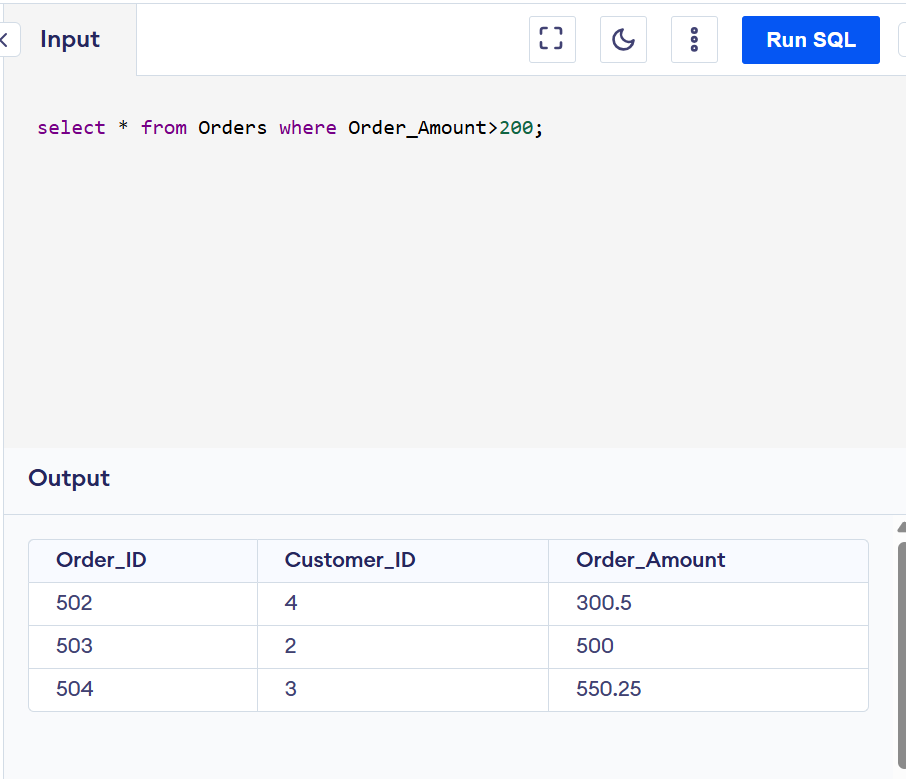 Input
Run SQL
select * from Orders where Order_Amount>200;
Output
Order_ID Customer_ID Order_Amount
502 4 300.5
503 2 500
504 3 550.25